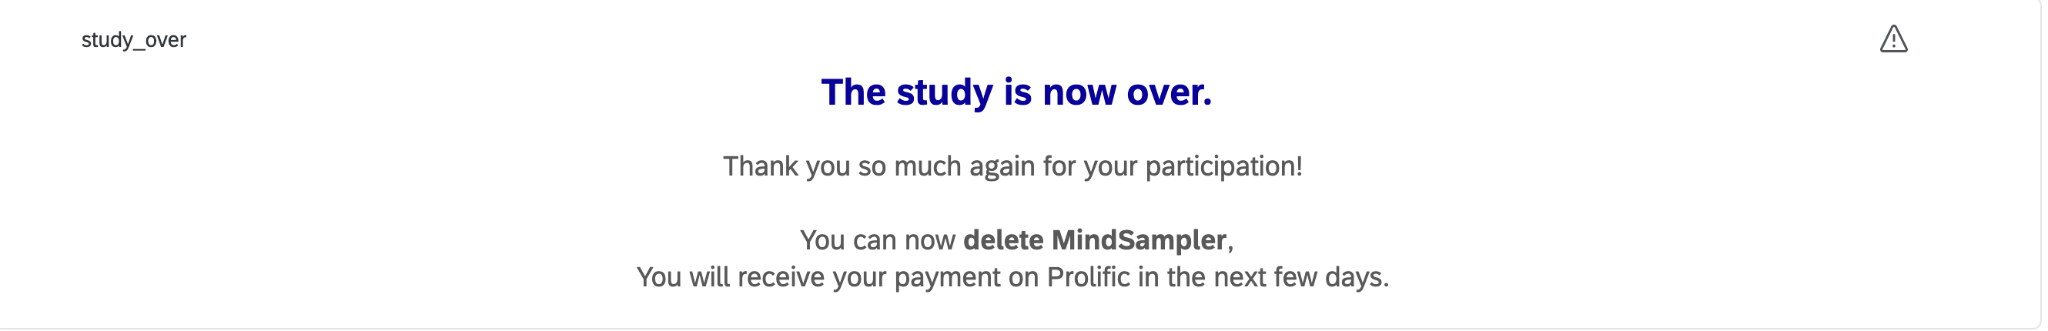 study_over
The study is now over.
Thank you so much again for your participation!
You can now delete MindSampler,
You will receive your payment on Prolific in the next few days.